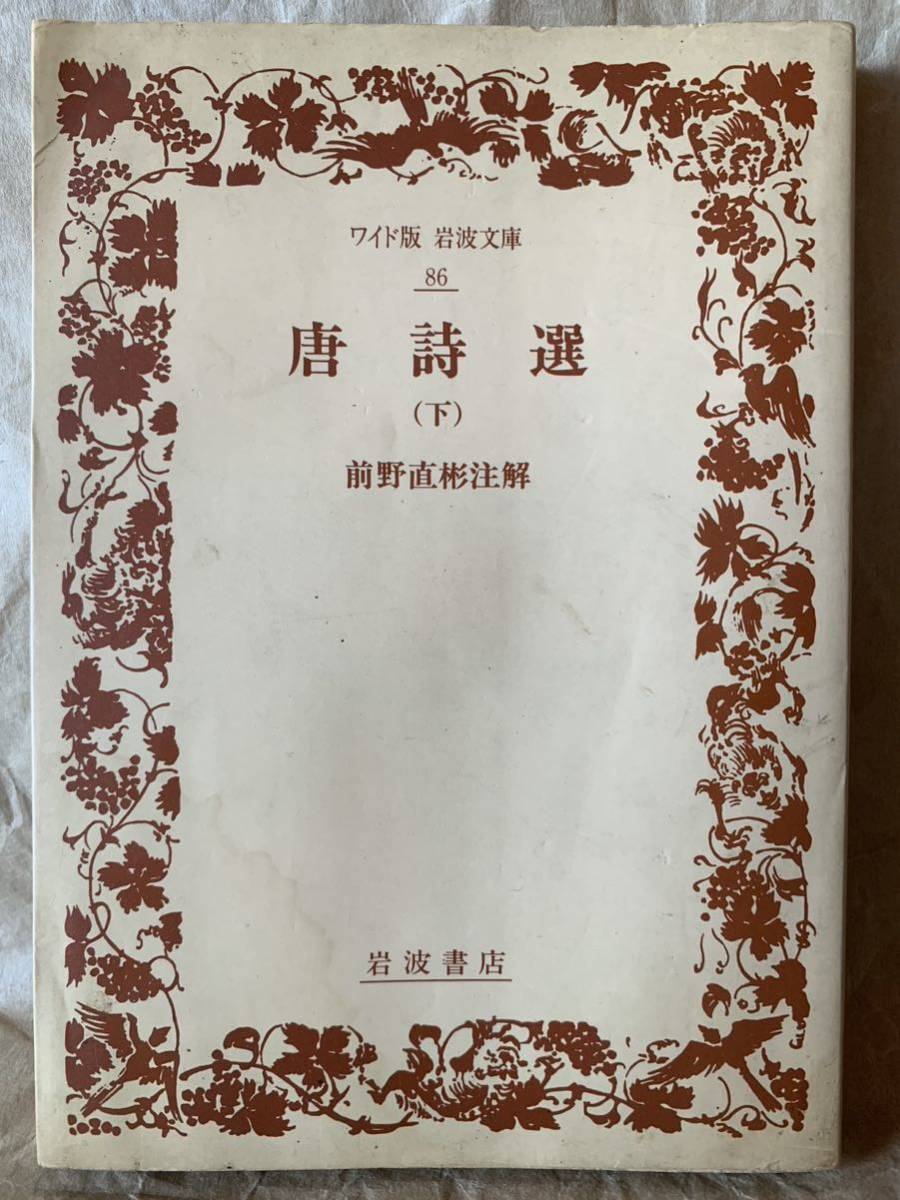 ワイド版 岩波文庫
86
唐詩選
(下)
前野直彬注解
岩波書店